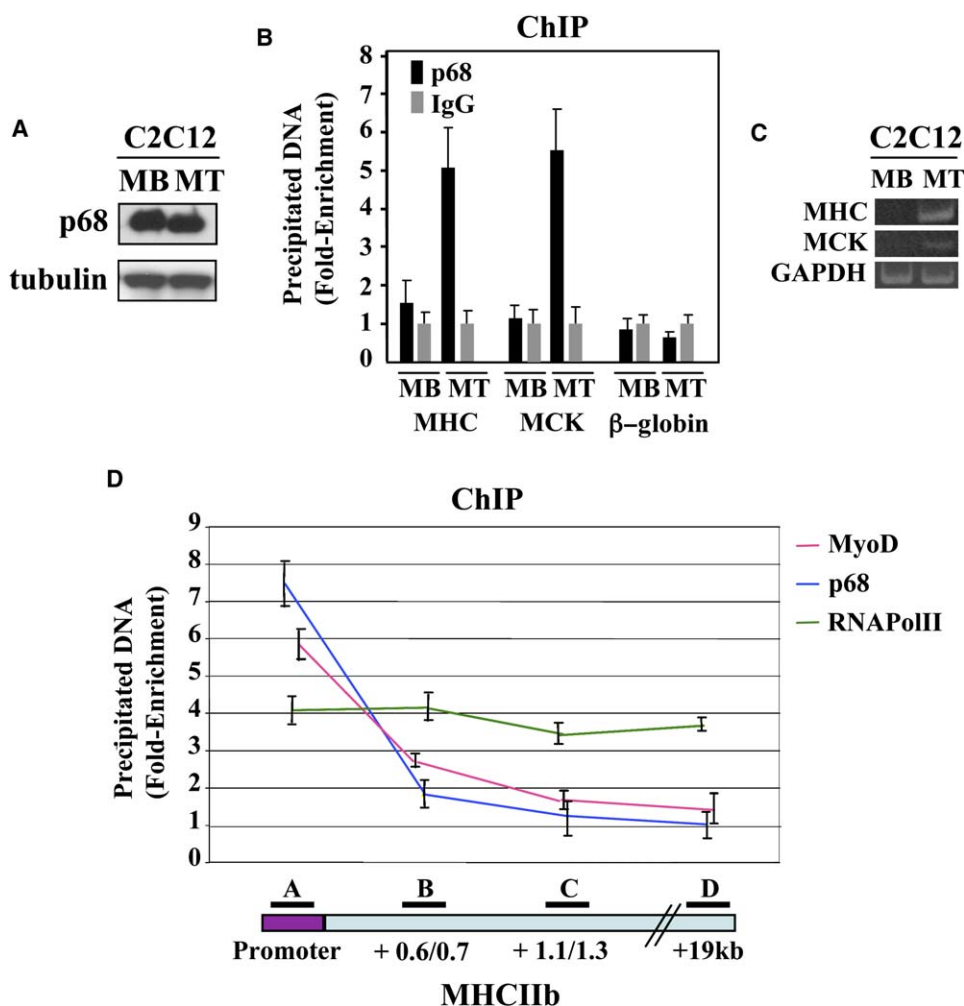 A
C2C12
MB MT
p68
tubulin
B
ChIP
Precipitated DNA
(Fold-Enrichment)
8
7
6
5
4
3
2
1
0
p68
IgG
MB MT MB MT MB MT
MHC MCK β–globin
C
C2C12
MB MT
MHC
MCK
GAPDH
D
ChIP
Precipitated DNA
(Fold-Enrichment)
9
8
7
6
5
4
3
2
1
0
MyoD
p68
RNAPolII
A B C D
Promoter + 0.6/0.7 + 1.1/1.3 +19kb
MHCIIb